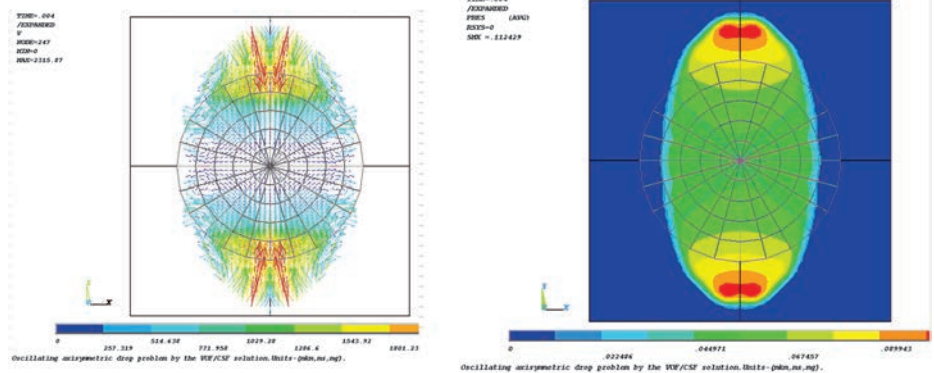 TIME=.004
/EXPANDED
V
NODE=247
MIN=0
MAX=2315.87
X
0
257.319
514.638
771.958
1029.28
1286.6
1543.92
1801.23
Oscillating axisymmetric drop problem by the VOF/CSF solution.Units-(mkm,ms,mg).
/EXPANDED
PRES (AVG)
RSYS=0
SMX =.112429
X
0
.022486
.044971
.067457
.089943
Oscillating axisymmetric drop problem by the VOF/CSF solution.Units-(mkm,ms,mg).